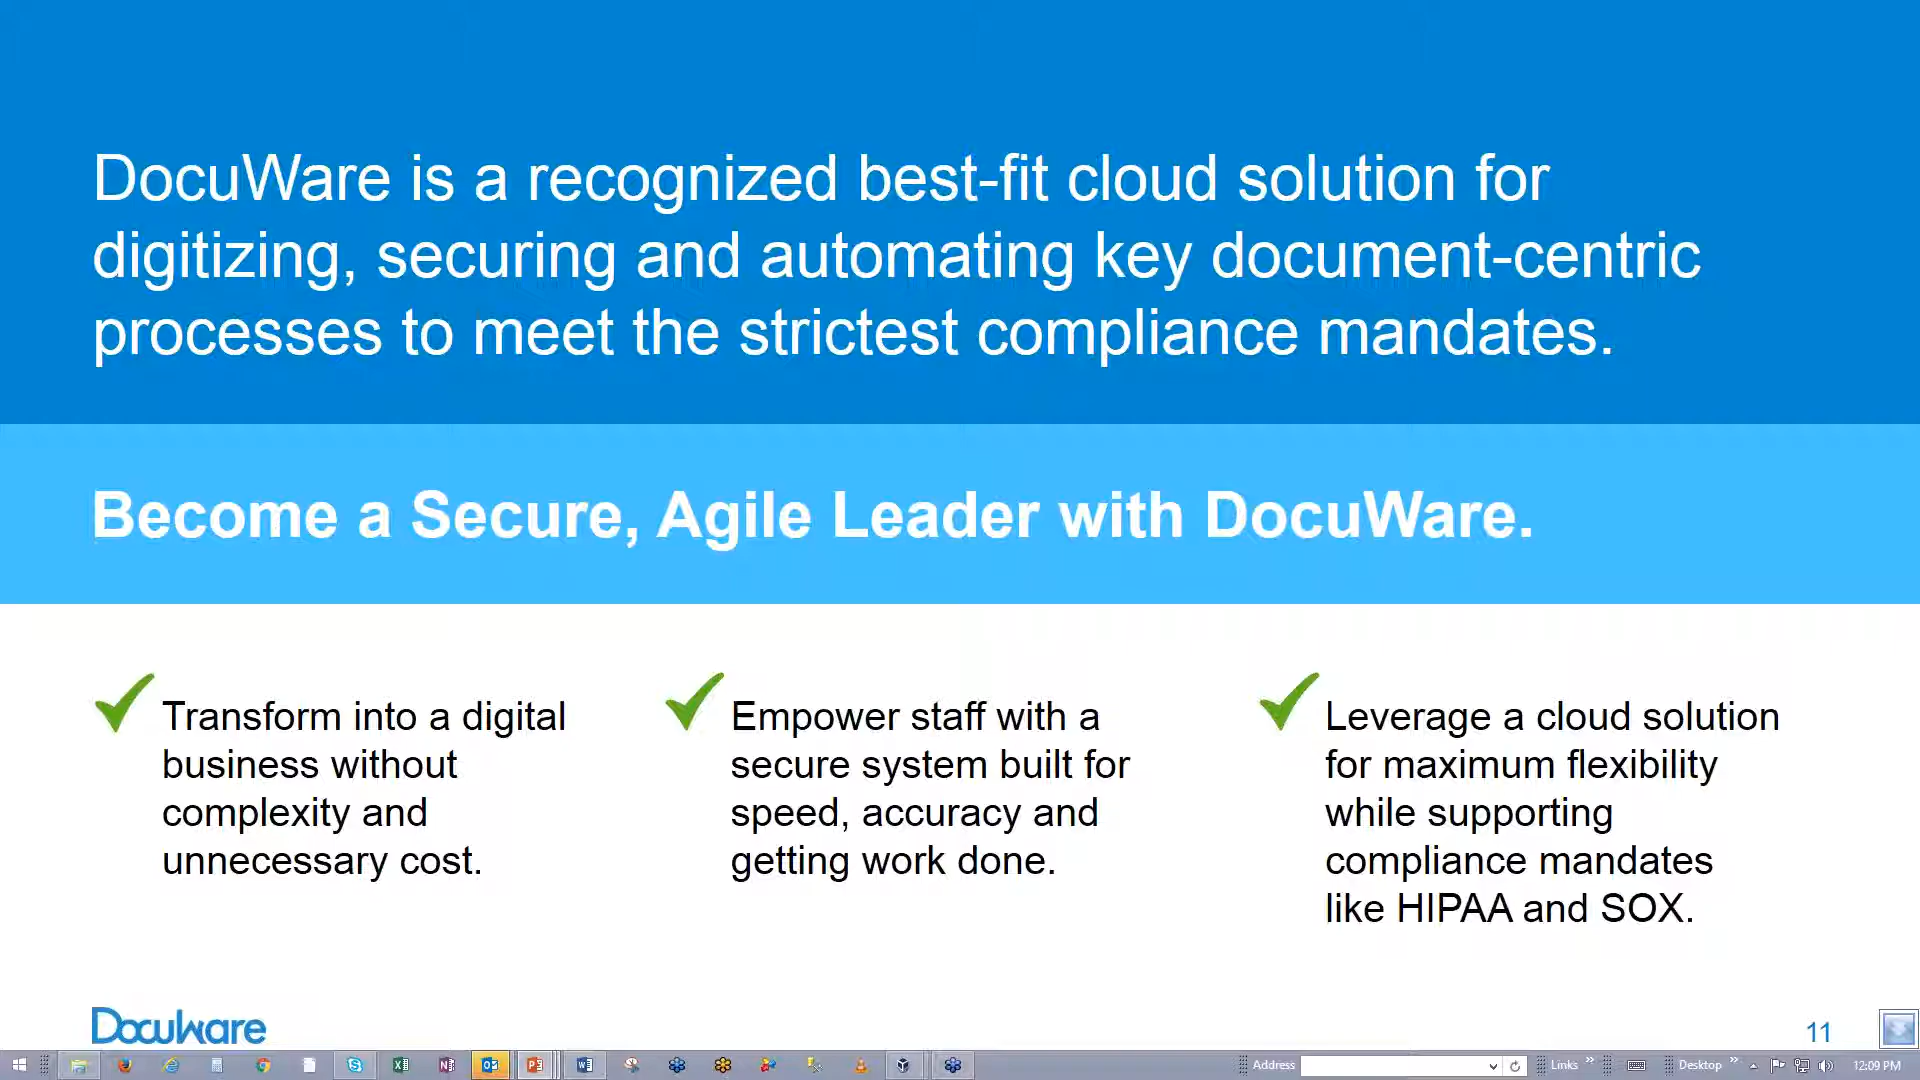 DocuWare is a recognized best-fit cloud solution for
digitizing, securing and automating key document-centric
processes to meet the strictest compliance mandates.
Become a Secure, Agile Leader with DocuWare.
Transform into a digital
business without
complexity and
unnecessary cost.
Empower staff with a
secure system built for
speed, accuracy and
getting work done.
Leverage a cloud solution
for maximum flexibility
while supporting
compliance mandates
like HIPAA and SOX.
DocuWare
11
Address
Links
Desktop
12:09 PM